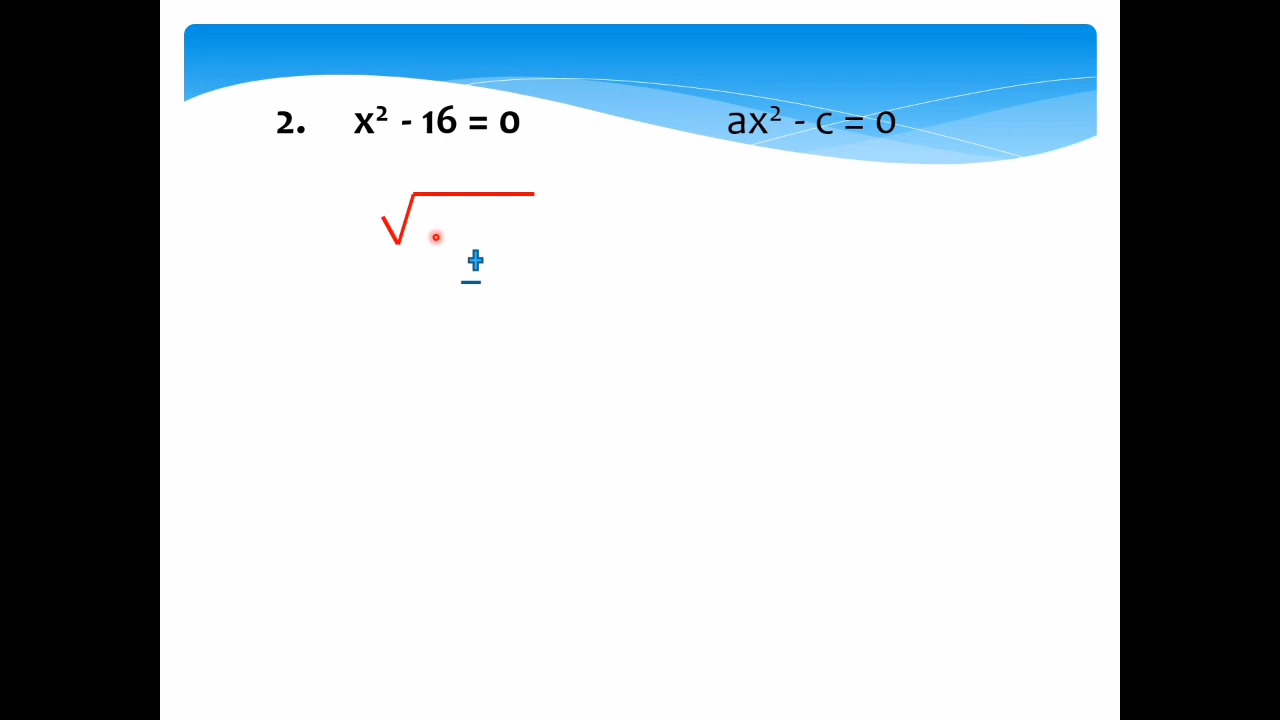 2. x² - 16 = 0 ax² - c = 0
√
+
−